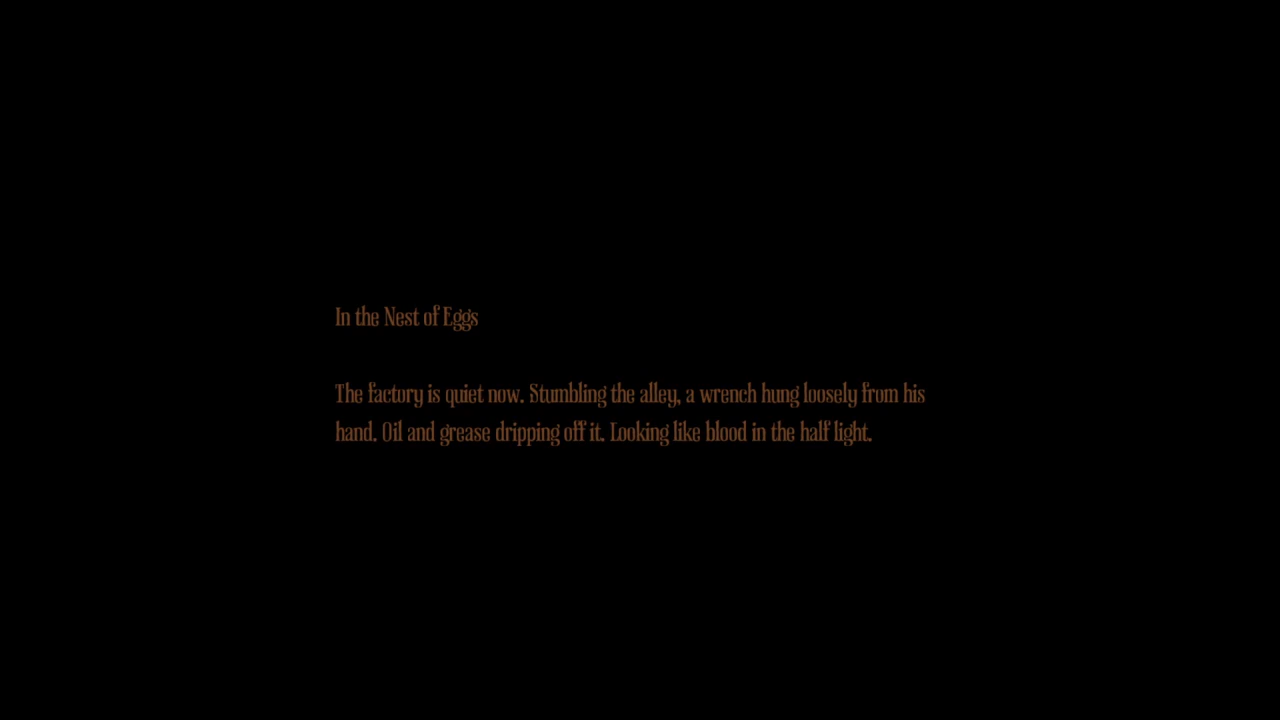 In the Nest of Eggs
The factory is quiet now. Stumbling the alley, a wrench hung loosely from his
hand. Oil and grease dripping off it. Looking like blood in the half light.